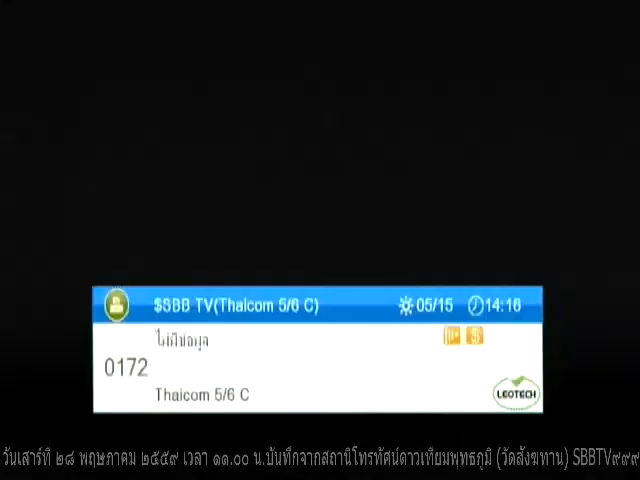 $SBB TV(Thaicom 5/6 C) 05/15 14:16
ไม่มีข้อมูล
0172
Thaicom 5/6 C
LEOTECH
วันเสาร์ที่ ๒๘ พฤษภาคม ๒๕๕๙ เวลา ๑๑.๐๐ น.บันทึกจากสถานีโทรทัศน์ดาวเทียมพุทธภูมิ (วัดสังฆทาน) SBBTV๙๙๙